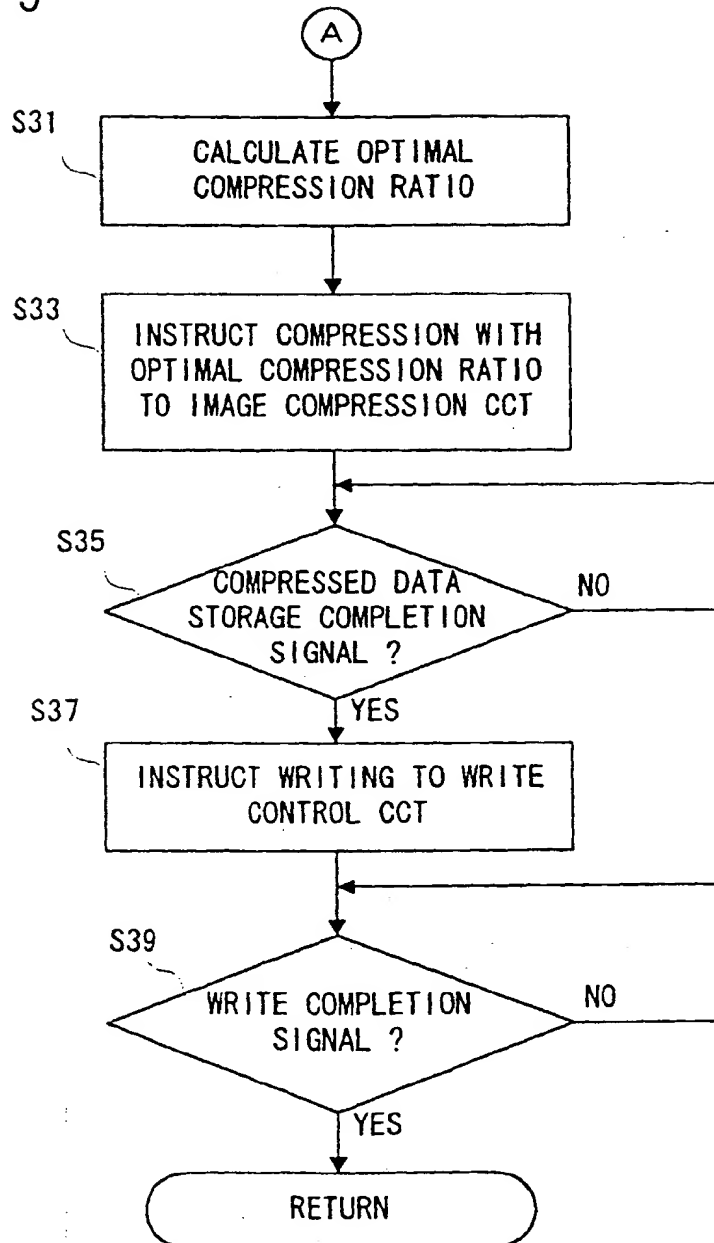 A
S31
CALCULATE OPTIMAL
COMPRESSION RATIO
S33
INSTRUCT COMPRESSION WITH
OPTIMAL COMPRESSION RATIO
TO IMAGE COMPRESSION CCT
S35
COMPRESSED DATA
STORAGE COMPLETION
SIGNAL ?
NO
YES
S37
INSTRUCT WRITING TO WRITE
CONTROL CCT
S39
WRITE COMPLETION
SIGNAL ?
NO
YES
RETURN